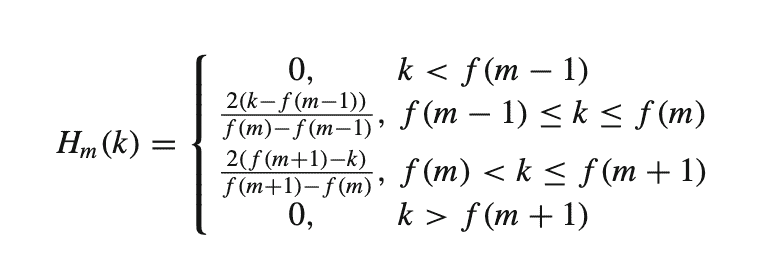 H_m(k) = {
0, k < f(m − 1)
2(k−f(m−1)) / f(m)−f(m−1), f(m − 1) ≤ k ≤ f(m)
2(f(m+1)−k) / f(m+1)−f(m), f(m) < k ≤ f(m + 1)
0, k > f(m + 1)